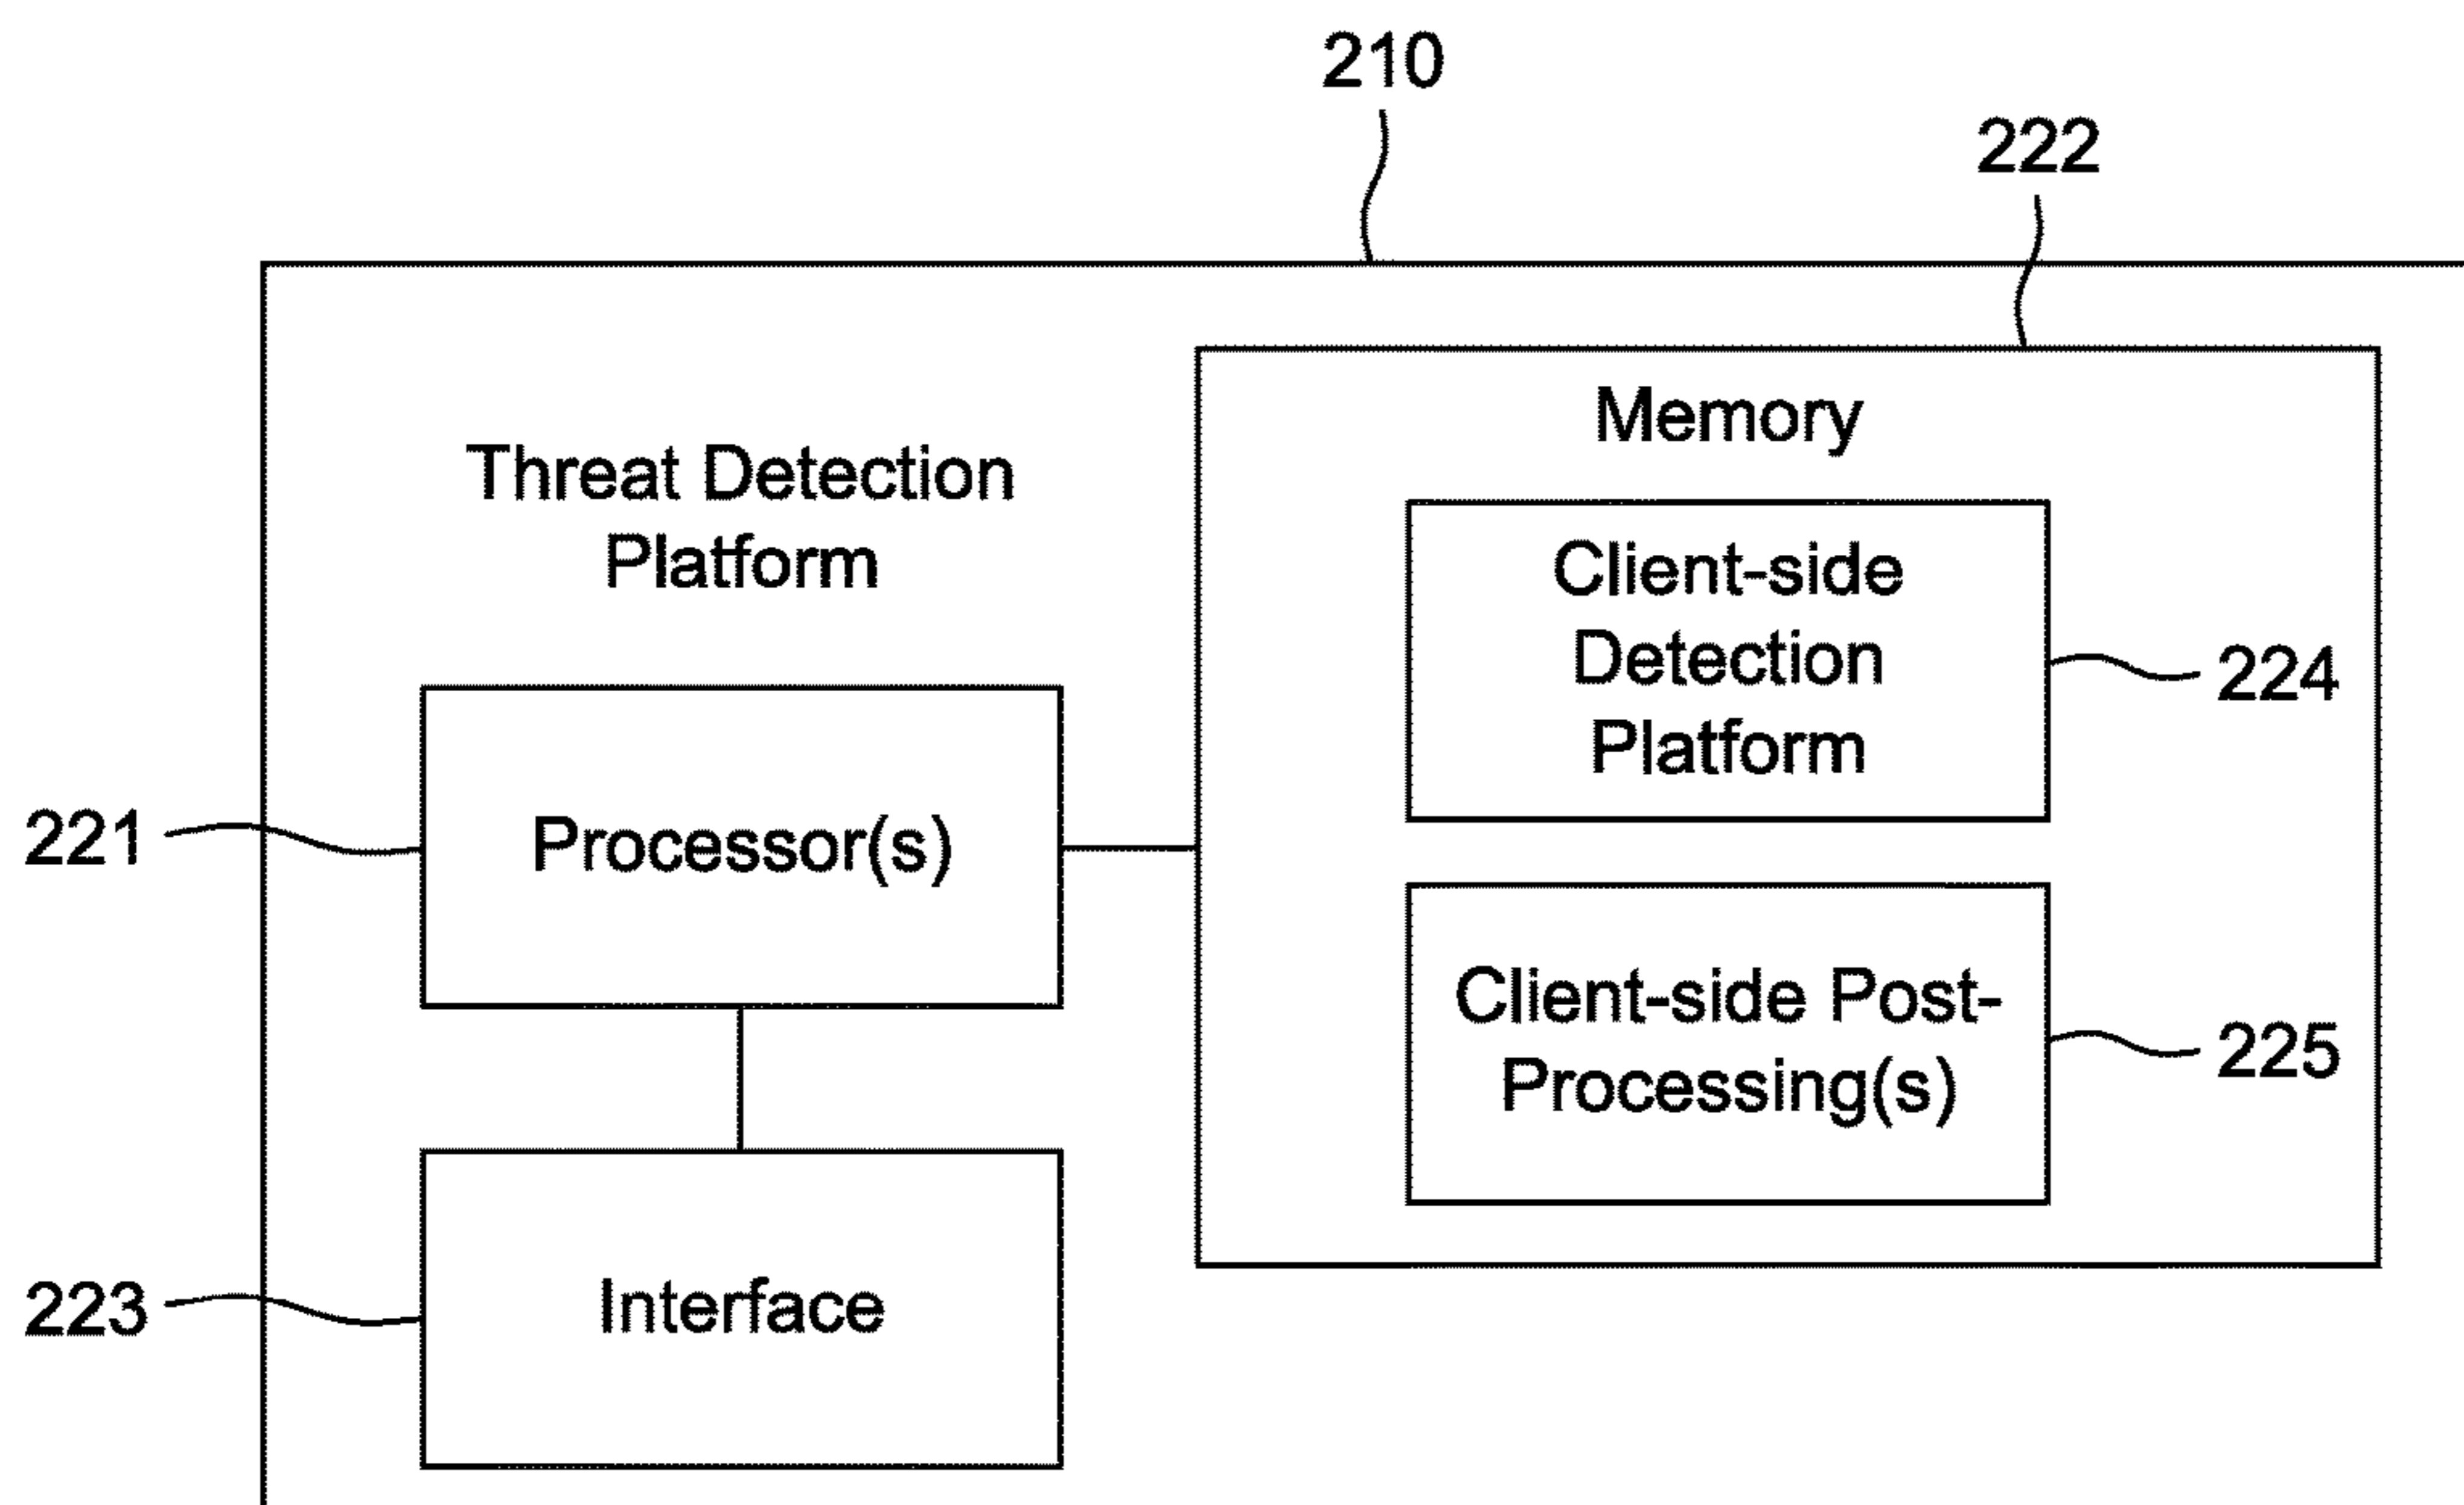 210
222
Memory
Threat Detection
Platform
Client-side
Detection
Platform
224
221
Processor(s)
Client-side Post-
Processing(s)
225
223
Interface